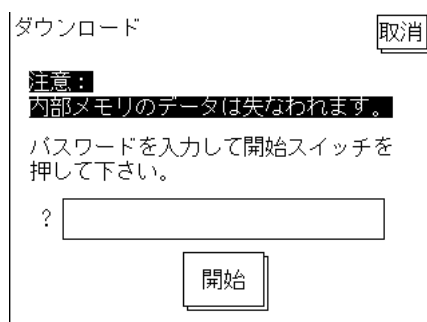 ダウンロード
取消
注意：
内部メモリのデータは失なわれます。
パスワードを入力して開始スイッチを
押して下さい。
?
開始